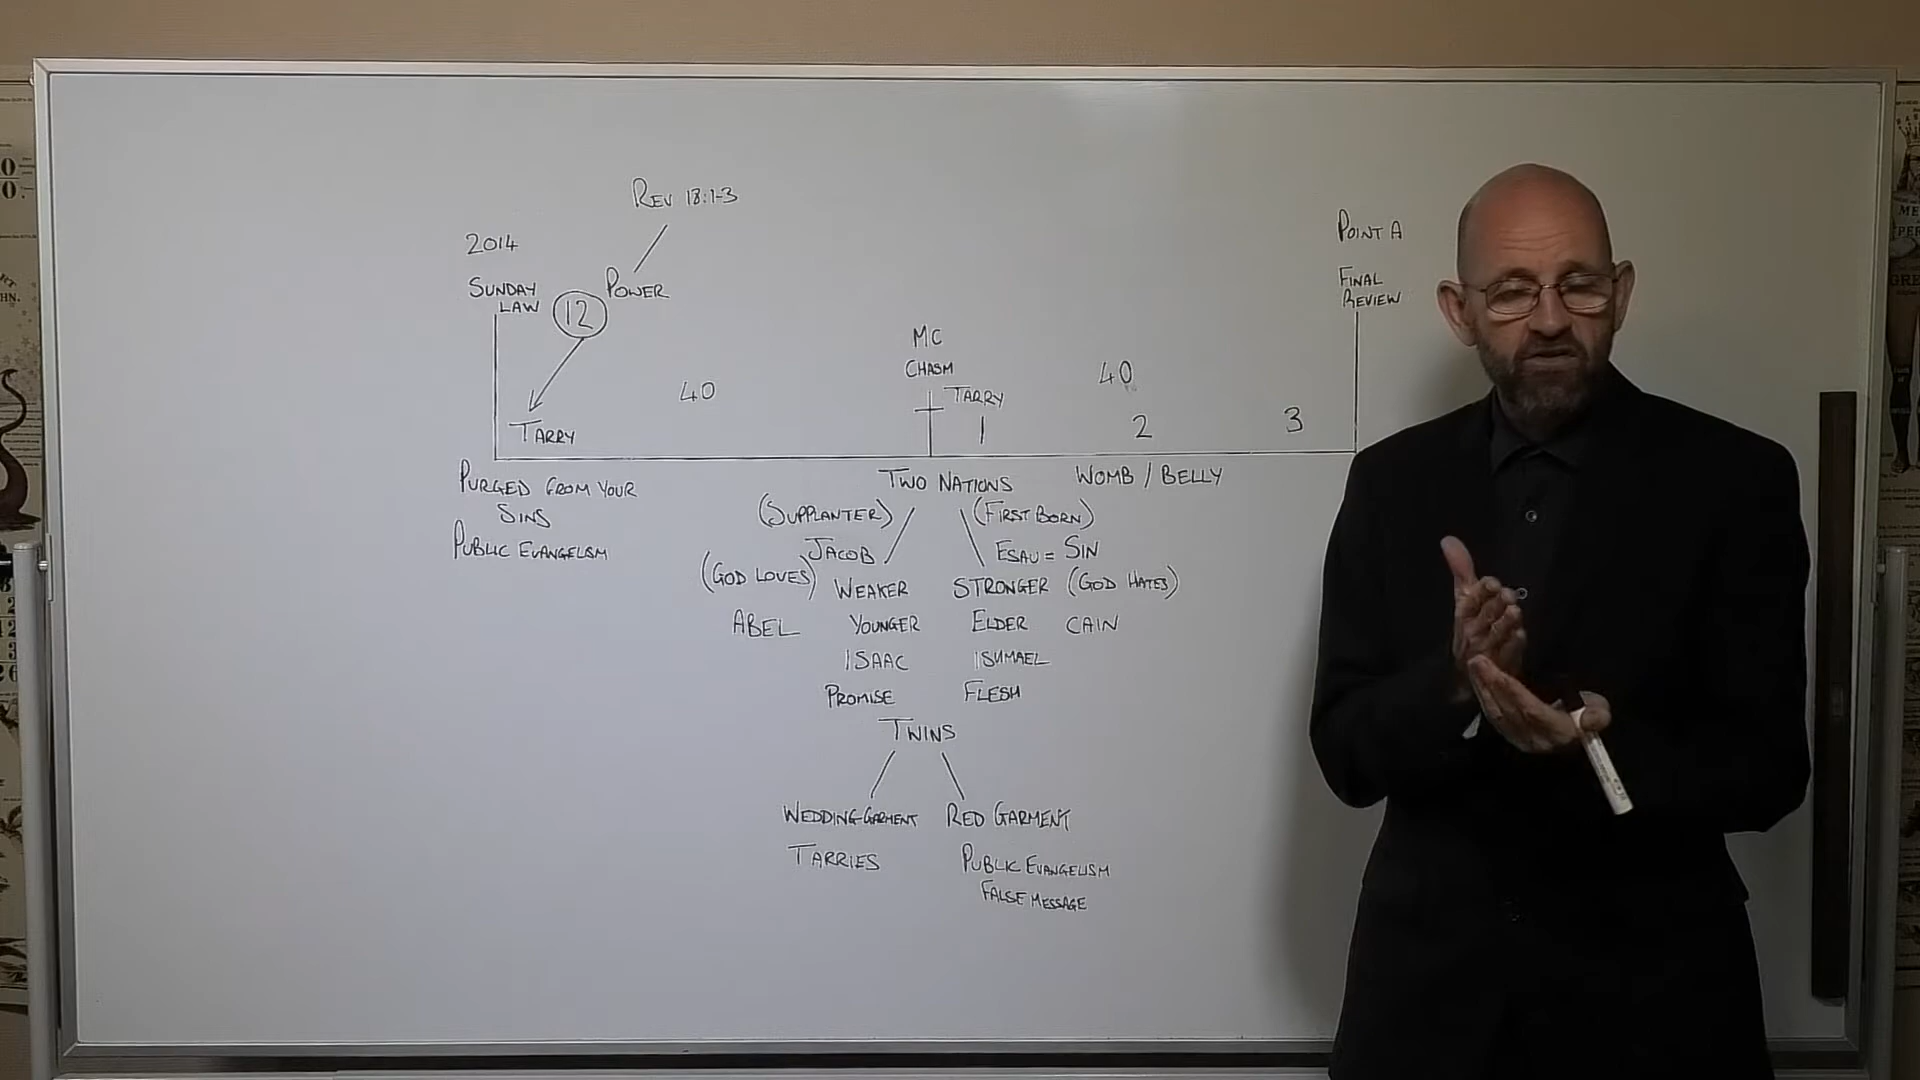 REV 18:1-3
2014
POINT A
SUNDAY LAW
12
POWER
FINAL REVIEW
MC
CHASM
40
TARRY
40
TARRY
1
2
3
PURGED FROM YOUR SINS
TWO NATIONS
WOMB / BELLY
(SUPPLANTER)
(FIRST BORN)
PUBLIC EVANGELSM
JACOB
ESAU = SIN
(GOD LOVES)
WEAKER
STRONGER
(GOD HATES)
ABEL
YOUNGER
ELDER
CAIN
ISAAC
ISHMAEL
PROMISE
FLESH
TWINS
WEDDING GARMENT
RED GARMENT
TARRIES
PUBLIC EVANGELISM
FALSE MESSAGE